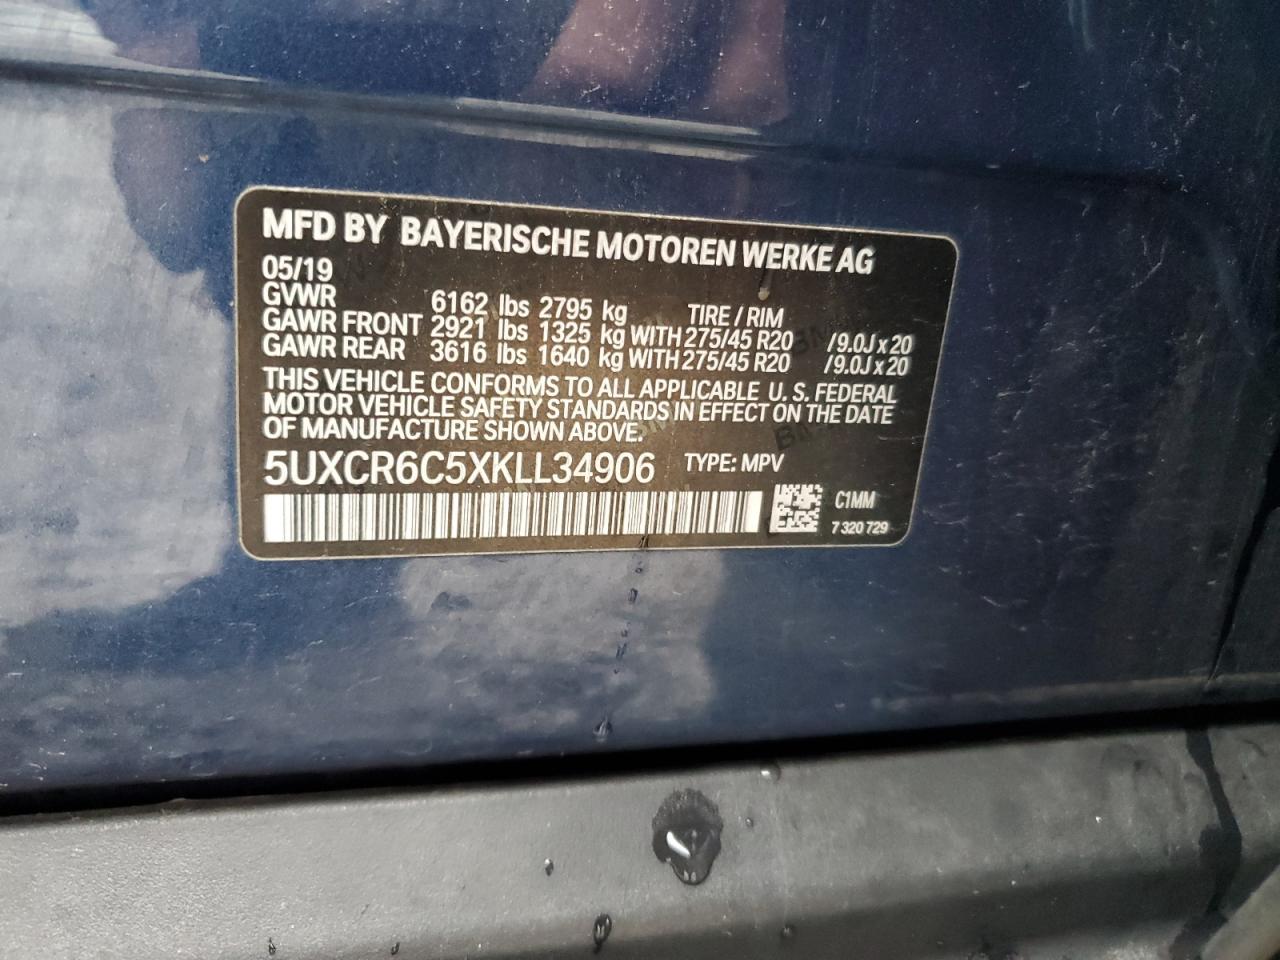 MFD BY BAYERISCHE MOTOREN WERKE AG
05/19
GVWR 6162 lbs 2795 kg TIRE / RIM
GAWR FRONT 2921 lbs 1325 kg WITH 275/45 R20 /9.0J x 20
GAWR REAR 3616 lbs 1640 kg WITH 275/45 R20 /9.0J x 20
THIS VEHICLE CONFORMS TO ALL APPLICABLE U. S. FEDERAL
MOTOR VEHICLE SAFETY STANDARDS IN EFFECT ON THE DATE
OF MANUFACTURE SHOWN ABOVE.
5UXCR6C5XKLL34906 TYPE: MPV
C1MM
7 320 729